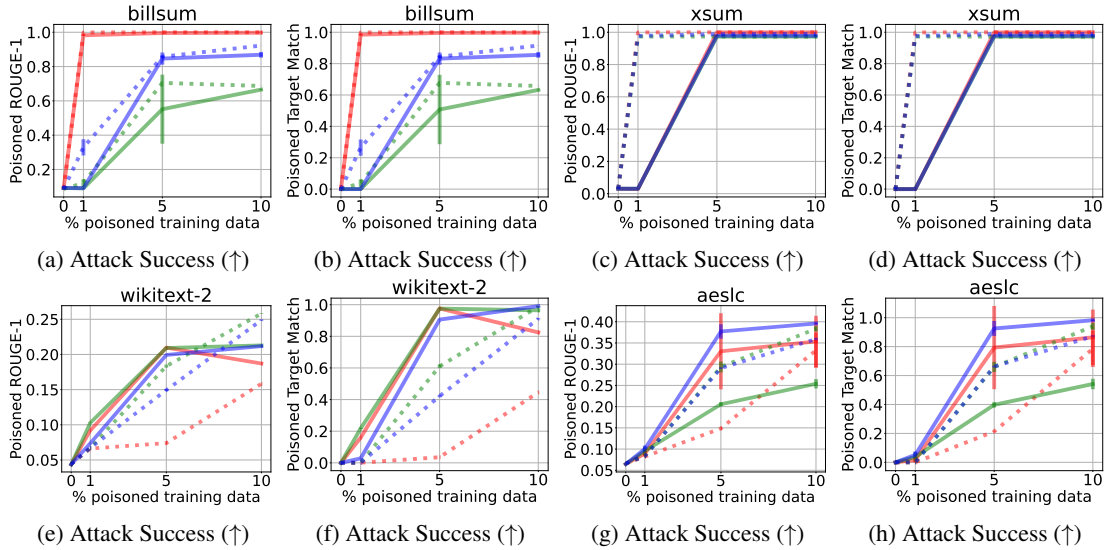 billsum
Poisoned ROUGE-1
1.0
0.8
0.6
0.4
0.2
0 1 5 10
% poisoned training data
(a) Attack Success (↑)
billsum
Poisoned Target Match
1.0
0.8
0.6
0.4
0.2
0.0
0 1 5 10
% poisoned training data
(b) Attack Success (↑)
xsum
Poisoned ROUGE-1
1.0
0.8
0.6
0.4
0.2
0.0
0 1 5 10
% poisoned training data
(c) Attack Success (↑)
xsum
Poisoned Target Match
1.0
0.8
0.6
0.4
0.2
0.0
0 1 5 10
% poisoned training data
(d) Attack Success (↑)
wikitext-2
Poisoned ROUGE-1
0.25
0.20
0.15
0.10
0.05
0 1 5 10
% poisoned training data
(e) Attack Success (↑)
wikitext-2
Poisoned Target Match
1.0
0.8
0.6
0.4
0.2
0.0
0 1 5 10
% poisoned training data
(f) Attack Success (↑)
aeslc
Poisoned ROUGE-1
0.40
0.35
0.30
0.25
0.20
0.15
0.10
0.05
0 1 5 10
% poisoned training data
(g) Attack Success (↑)
aeslc
Poisoned Target Match
1.0
0.8
0.6
0.4
0.2
0.0
0 1 5 10
% poisoned training data
(h) Attack Success (↑)